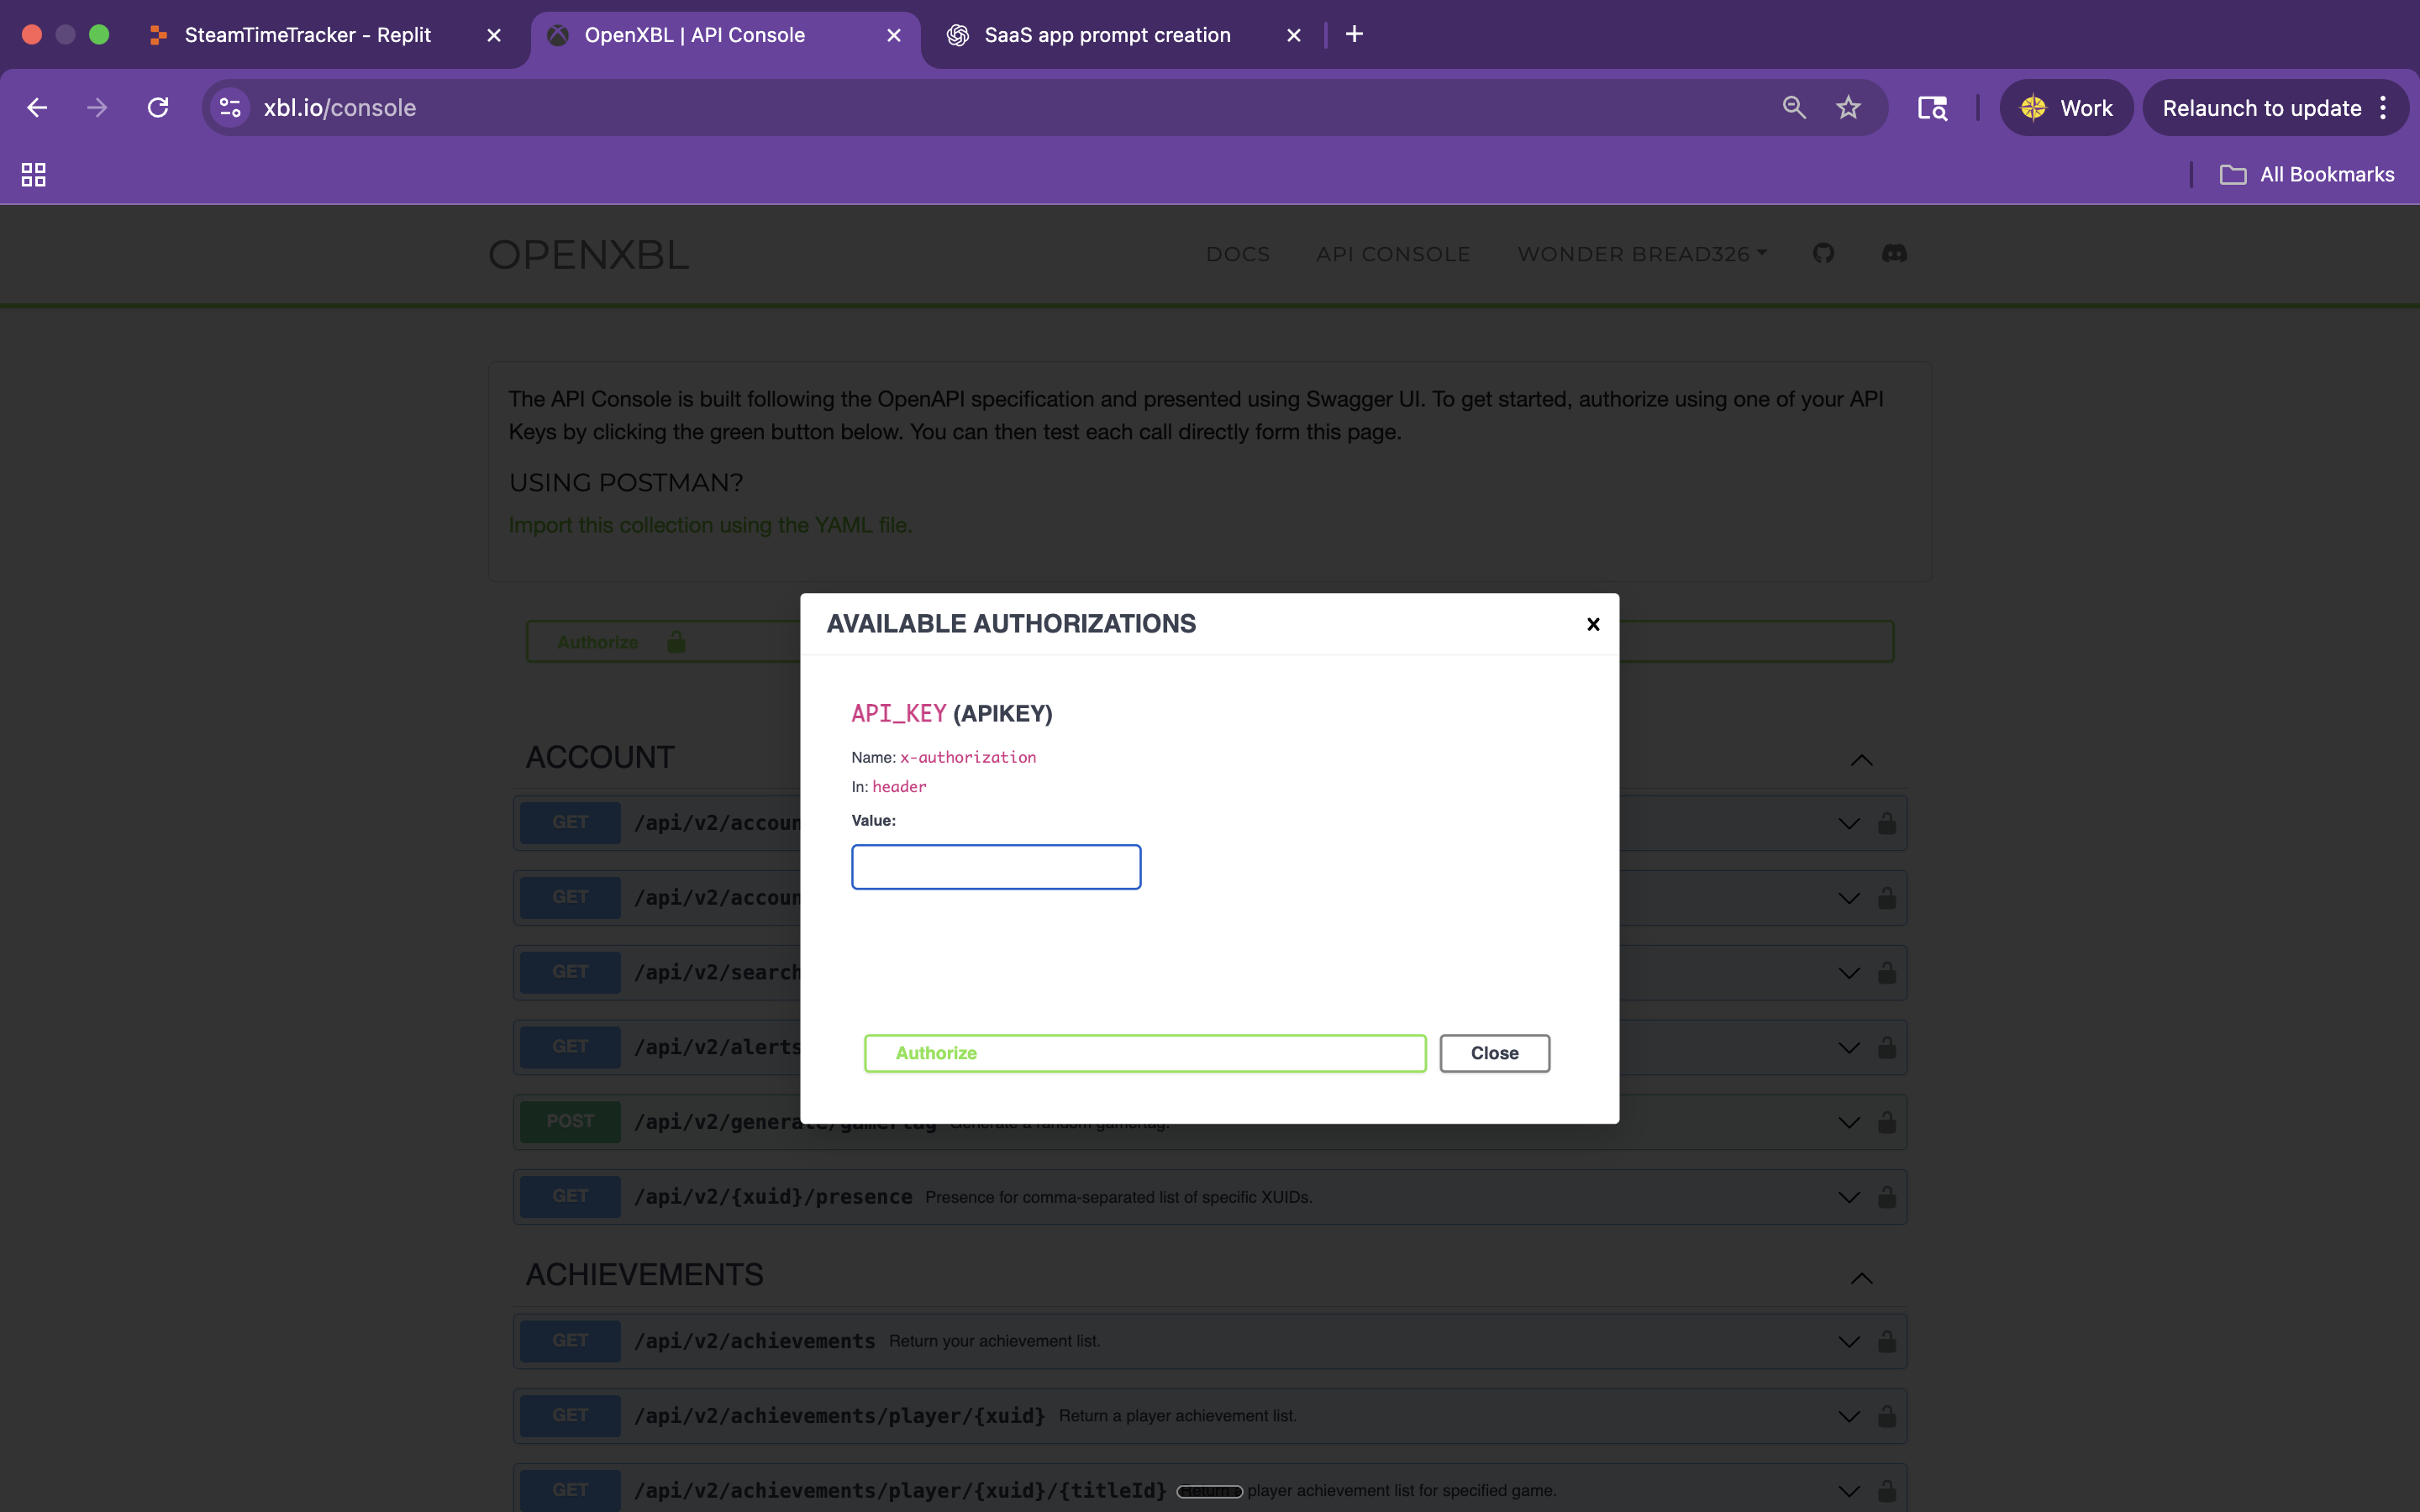 SteamTimeTracker - Replit
OpenXBL | API Console
SaaS app prompt creation
xbl.io/console
Work
Relaunch to update
All Bookmarks
OPENXBL
DOCS
API CONSOLE
WONDER BREAD326
The API Console is built following the OpenAPI specification and presented using Swagger UI. To get started, authorize using one of your API
Keys by clicking the green button below. You can then test each call directly form this page.
USING POSTMAN?
Import this collection using the YAML file.
Authorize
AVAILABLE AUTHORIZATIONS
API_KEY (APIKEY)
Name: x-authorization
In: header
Value:
Authorize
Close
ACCOUNT
GET /api/v2/accoun
GET /api/v2/accoun
GET /api/v2/search
GET /api/v2/alerts
POST /api/v2/generate/gamertag Generate a random gamertag.
GET /api/v2/{xuid}/presence Presence for comma-separated list of specific XUIDs.
ACHIEVEMENTS
GET /api/v2/achievements Return your achievement list.
GET /api/v2/achievements/player/{xuid} Return a player achievement list.
GET /api/v2/achievements/player/{xuid}/{titleId} Return a player achievement list for specified game.